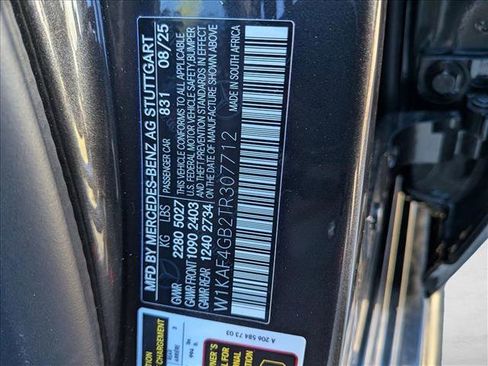 MFD BY MERCEDES-BENZ AG STUTTGART
PASSENGER CAR 831 08/25
KG LBS THIS VEHICLE CONFORMS TO ALL APPLICABLE
GVWR 2280 5027 U.S. FEDERAL MOTOR VEHICLE SAFETY, BUMPER
GAWR FRONT 1090 2403 AND THEFT PREVENTION STANDARDS IN EFFECT
GAWR REAR 1240 2734 ON THE DATE OF MANUFACTURE SHOWN ABOVE
W1KAF4GB2TR307712 MADE IN SOUTH AFRICA
A 206 584 73 03